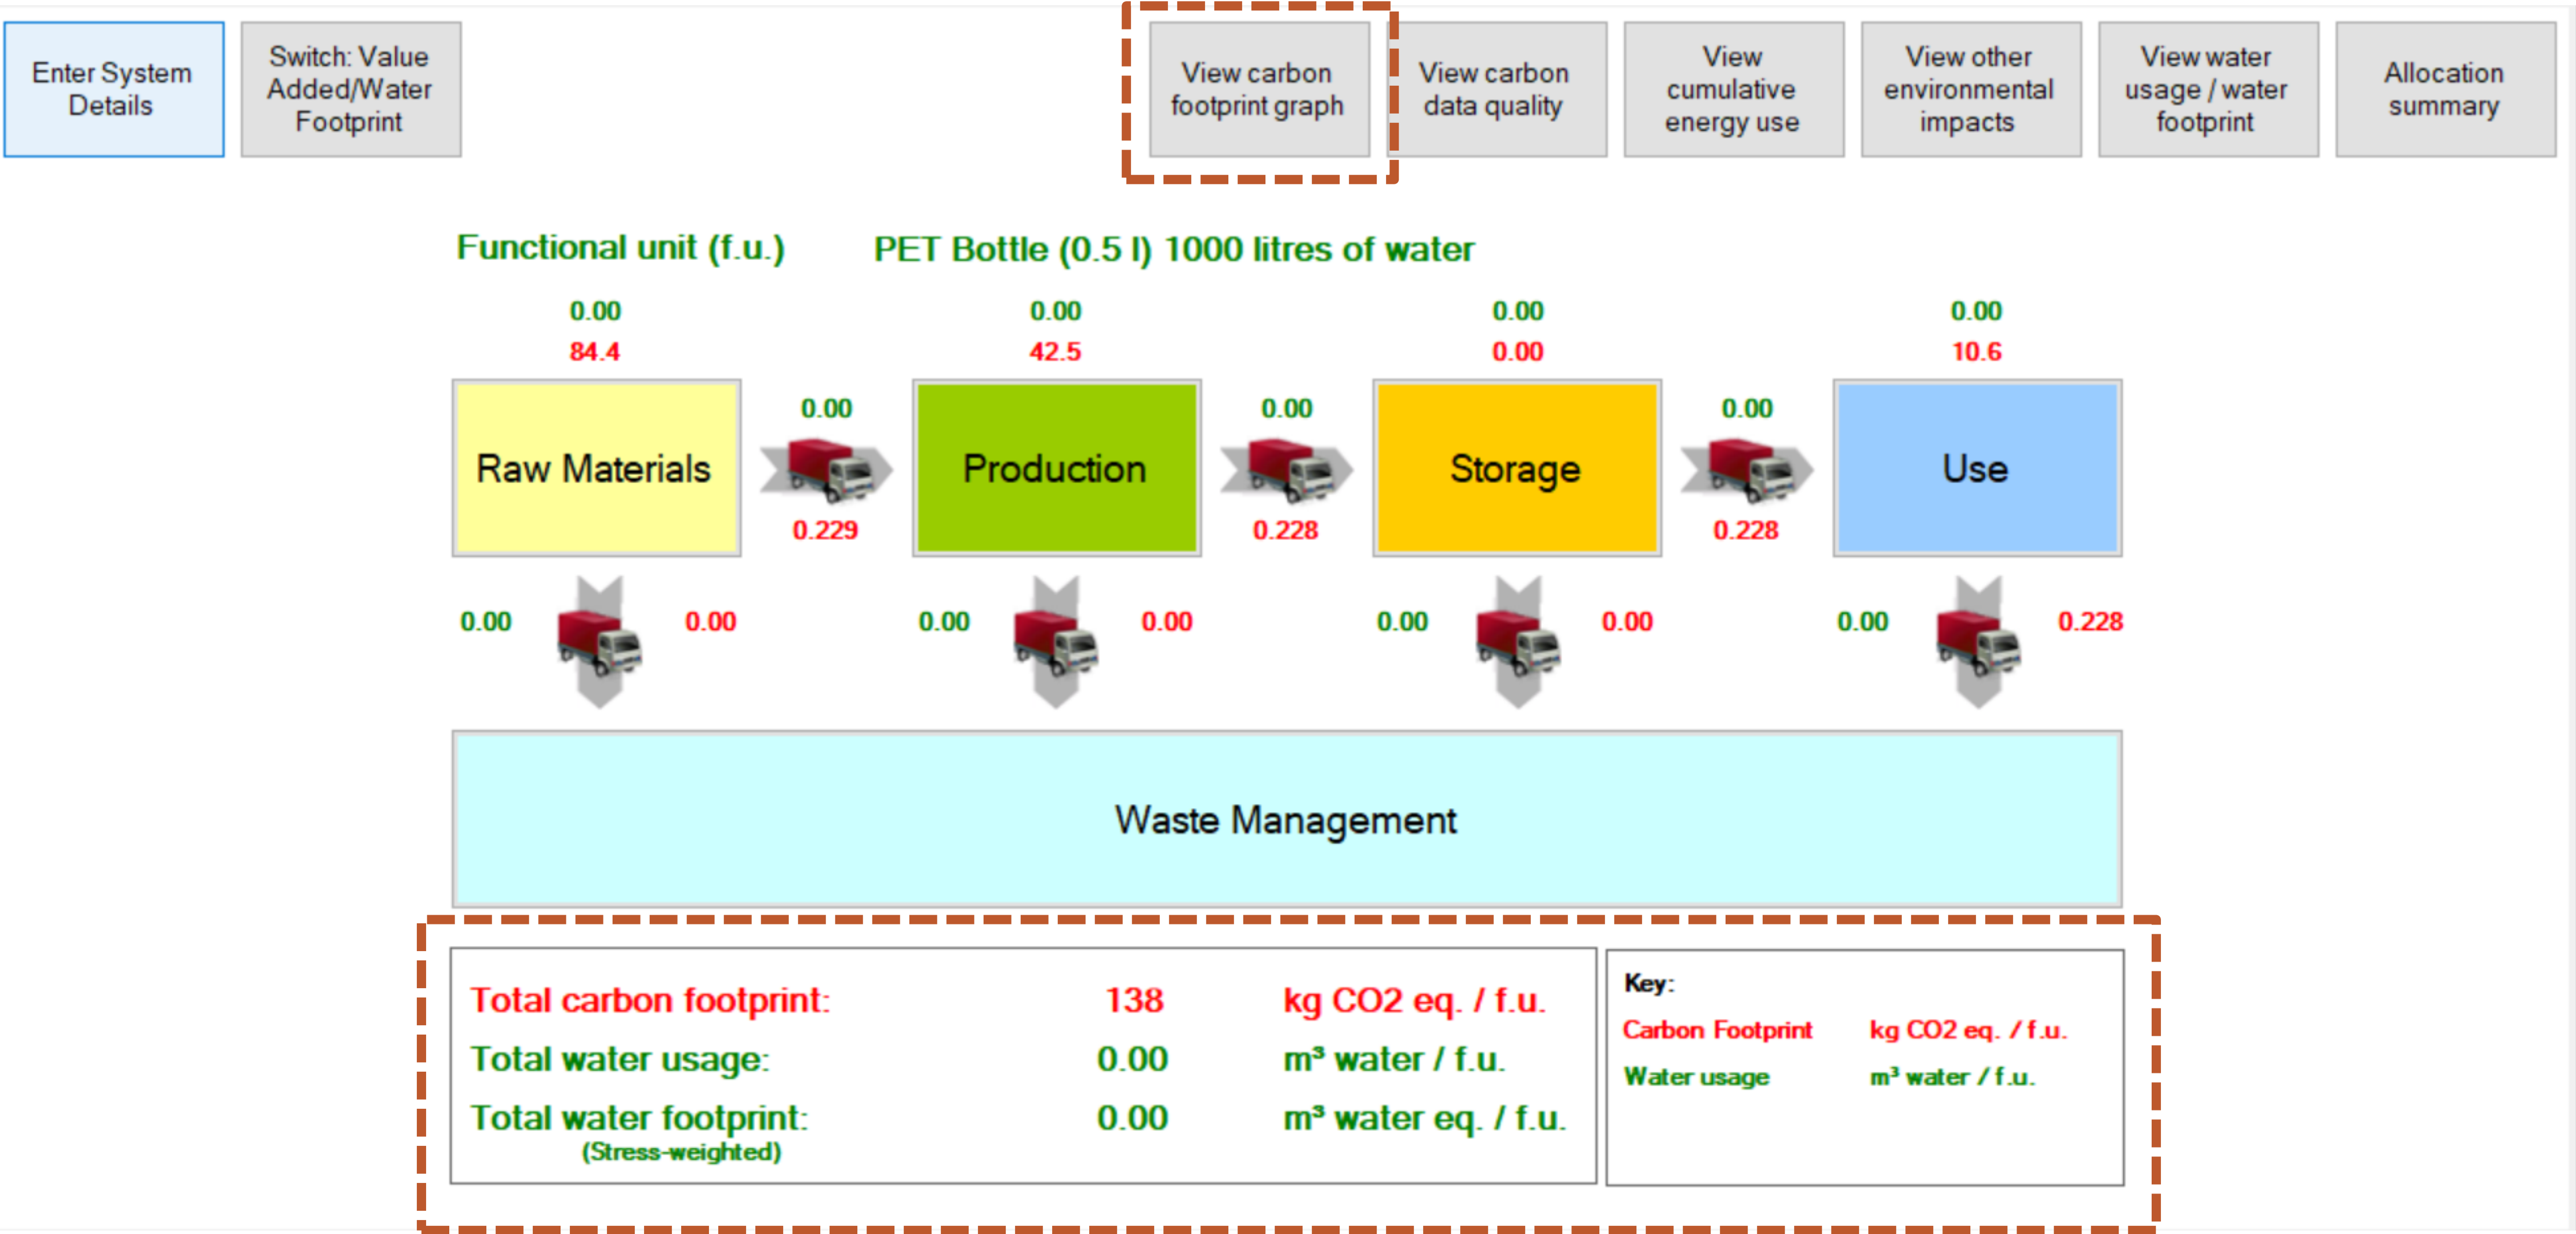 Enter System
Details
Switch: Value
Added/Water
Footprint
View carbon
footprint graph
View carbon
data quality
View
cumulative
energy use
View other
environmental
impacts
View water
usage / water
footprint
Allocation
summary
Functional unit (f.u.) PET Bottle (0.5 l) 1000 litres of water
0.00 0.00 0.00 0.00
84.4 42.5 0.00 10.6
0.00 0.00 0.00
Raw Materials Production Storage Use
0.229 0.228 0.228
0.00 0.00 0.00 0.00 0.00 0.00 0.00 0.228
Waste Management
Total carbon footprint: 138 kg CO2 eq. / f.u.
Total water usage: 0.00 m³ water / f.u.
Total water footprint: 0.00 m³ water eq. / f.u.
(Stress-weighted)
Key:
Carbon Footprint kg CO2 eq. / f.u.
Water usage m³ water / f.u.